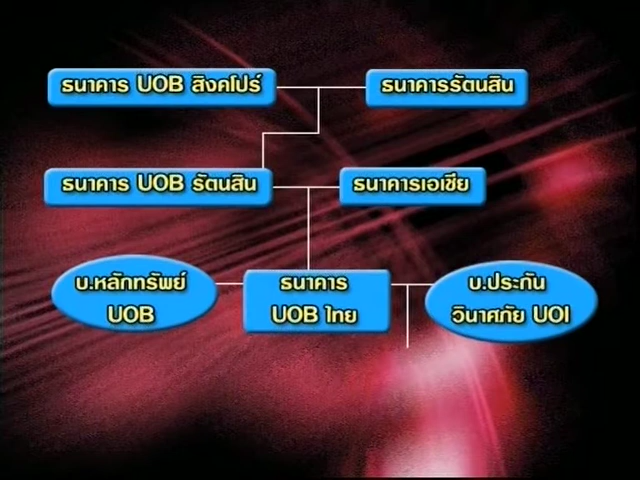 ธนาคาร UOB สิงคโปร์
ธนาคารรัตนสิน
ธนาคาร UOB รัตนสิน
ธนาคารเอเชีย
บ.หลักทรัพย์
UOB
ธนาคาร
UOB ไทย
บ.ประกัน
วินาศภัย UOI